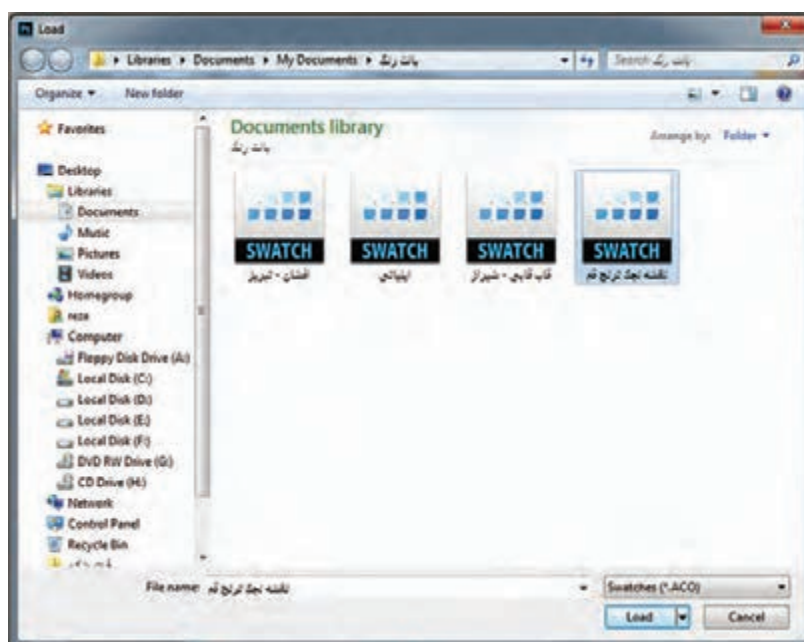 Load
Libraries ▸ Documents ▸ My Documents ▸ پالت رنگ
Search پالت رنگ
Organize
New folder
Favorites
Desktop
Libraries
Documents
Music
Pictures
Videos
Homegroup
reza
Computer
Floppy Disk Drive (A:)
Local Disk (C:)
Local Disk (D:)
Local Disk (E:)
Local Disk (F:)
DVD RW Drive (G:)
CD Drive (H:)
Network
Control Panel
Recycle Bin
Documents library
پالت رنگ
Arrange by: Folder
SWATCH
افشان - تبریز
SWATCH
ایلیاتی
SWATCH
قاب قابی - شیراز
SWATCH
نقشه لچک ترنج قم
File name: نقشه لچک ترنج قم
Swatches (*.ACO)
Load
Cancel